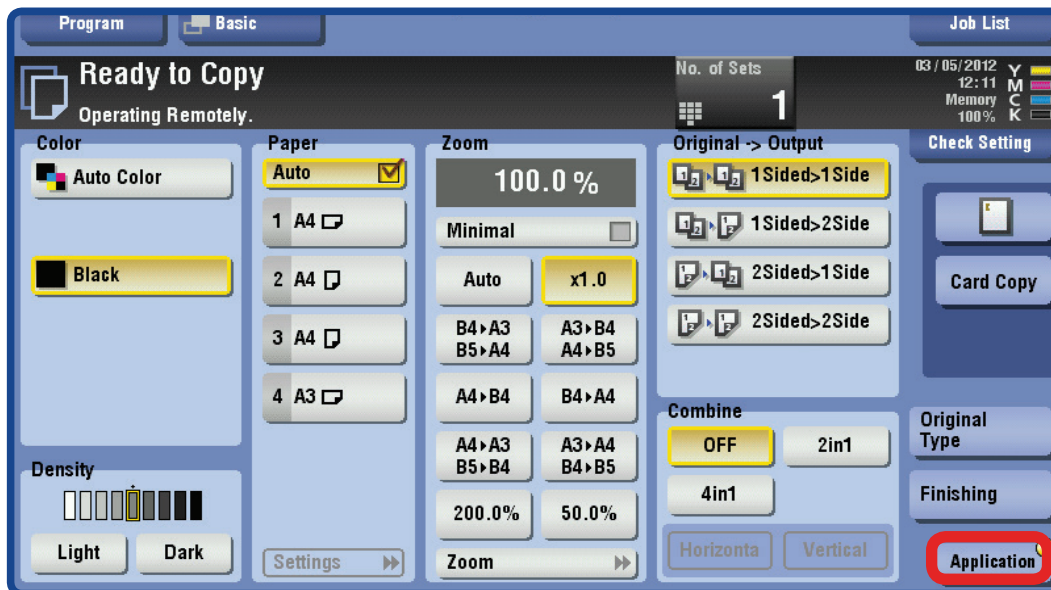 Program
Basic
Job List
Ready to Copy
Operating Remotely.
No. of Sets
1
03/05/2012
12:11
Memory
100%
Y
M
C
K
Color
Auto Color
Black
Density
Light
Dark
Paper
Auto
1 A4
2 A4
3 A4
4 A3
Settings
Zoom
100.0 %
Minimal
Auto
x1.0
B4▸A3
B5▸A4
A3▸B4
A4▸B5
A4▸B4
B4▸A4
A4▸A3
B5▸B4
A3▸A4
B4▸B5
200.0%
50.0%
Zoom
Original -> Output
1Sided>1Side
1Sided>2Side
2Sided>1Side
2Sided>2Side
Combine
OFF
2in1
4in1
Horizonta
Vertical
Check Setting
Card Copy
Original
Type
Finishing
Application